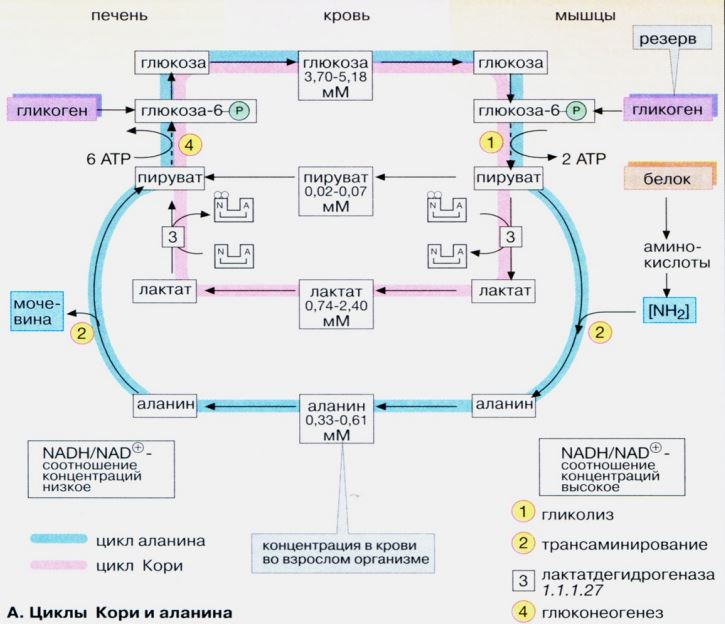 печень
кровь
мышцы
глюкоза
глюкоза
3,70-5,18
мМ
глюкоза
резерв
гликоген
глюкоза-6-P
глюкоза-6-P
гликоген
4
1
6 ATP
2 ATP
пируват
пируват
0,02-0,07
мМ
пируват
белок
N A
N A
3
3
N A
N A
амино-
кислоты
лактат
лактат
0,74-2,40
мМ
лактат
моче-
вина
2
2
[NH2]
аланин
аланин
0,33-0,61
мМ
аланин
NADH/NAD⊕-
соотношение
концентраций
низкое
NADH/NAD⊕-
соотношение
концентраций
высокое
цикл аланина
цикл Кори
концентрация в крови
во взрослом организме
1 гликолиз
2 трансаминирование
3 лактатдегидрогеназа
1.1.1.27
4 глюконеогенез
А. Циклы Кори и аланина